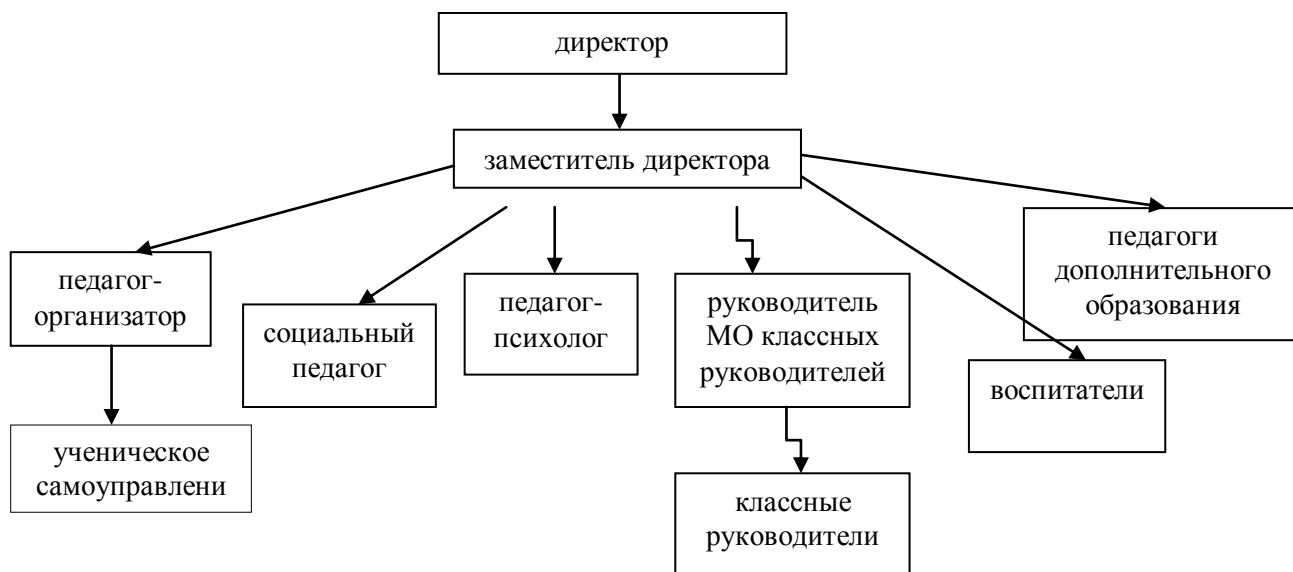 директор
заместитель директора
педагог-
организатор
социальный
педагог
педагог-
психолог
руководитель
МО классных
руководителей
педагоги
дополнительного
образования
воспитатели
ученическое
самоуправлени
классные
руководители